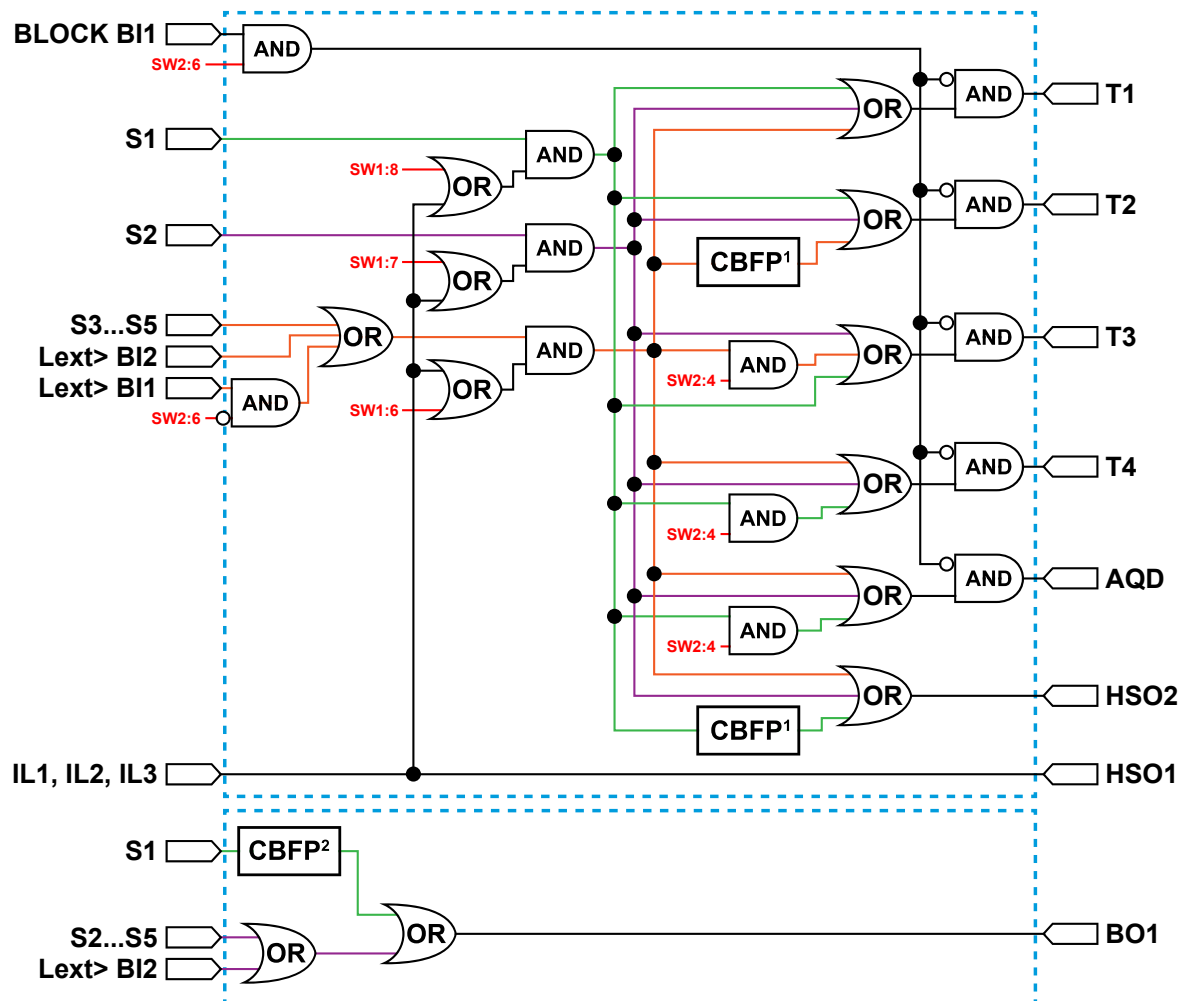 BLOCK BI1
SW2:6
AND
S1
SW1:8
OR
AND
S2
SW1:7
OR
AND
S3...S5
Lext> BI2
Lext> BI1
SW2:6
AND
OR
SW1:6
OR
AND
OR
AND
T1
CBFP¹
OR
AND
T2
AND
SW2:4
OR
AND
T3
AND
SW2:4
OR
AND
T4
AND
SW2:4
OR
AND
AQD
CBFP¹
OR
HSO2
IL1, IL2, IL3
HSO1
S1
CBFP²
S2...S5
Lext> BI2
OR
OR
BO1